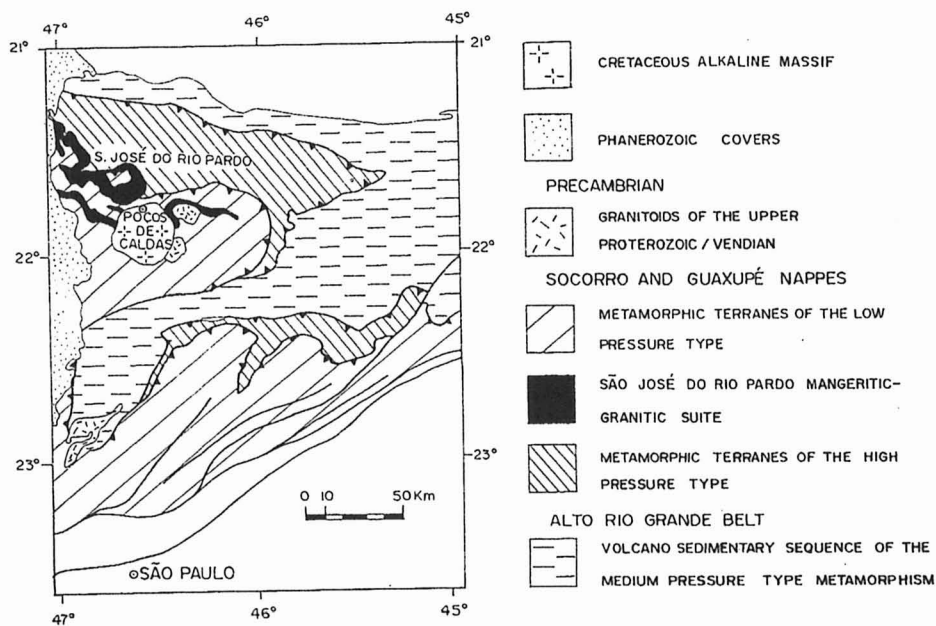 47°
46°
45°
21°
21°
S. JOSÉ DO RIO PARDO
POÇOS
DE
CALDAS
22°
22°
23°
23°
0 10 50 Km
SÃO PAULO
47°
46°
45°
CRETACEOUS ALKALINE MASSIF
PHANEROZOIC COVERS
PRECAMBRIAN
GRANITOIDS OF THE UPPER
PROTEROZOIC / VENDIAN
SOCORRO AND GUAXUPÉ NAPPES
METAMORPHIC TERRANES OF THE LOW
PRESSURE TYPE
SÃO JOSÉ DO RIO PARDO MANGERITIC-
GRANITIC SUITE
METAMORPHIC TERRANES OF THE HIGH
PRESSURE TYPE
ALTO RIO GRANDE BELT
VOLCANO SEDIMENTARY SEQUENCE OF THE
MEDIUM PRESSURE TYPE METAMORPHISM